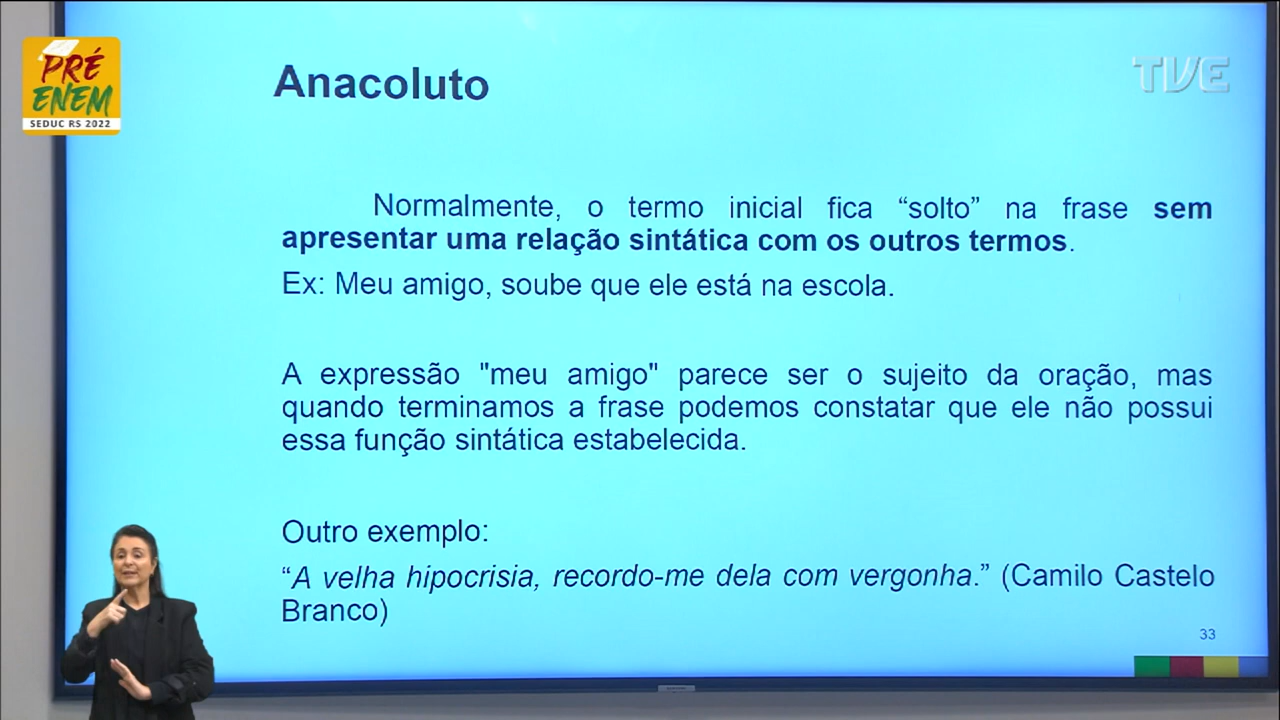 PRÉ
ENEM
SEDUC RS 2022
TVE
Anacoluto
Normalmente, o termo inicial fica “solto” na frase sem
apresentar uma relação sintática com os outros termos.
Ex: Meu amigo, soube que ele está na escola.
A expressão "meu amigo" parece ser o sujeito da oração, mas
quando terminamos a frase podemos constatar que ele não possui
essa função sintática estabelecida.
Outro exemplo:
“A velha hipocrisia, recordo-me dela com vergonha.” (Camilo Castelo
Branco)
33